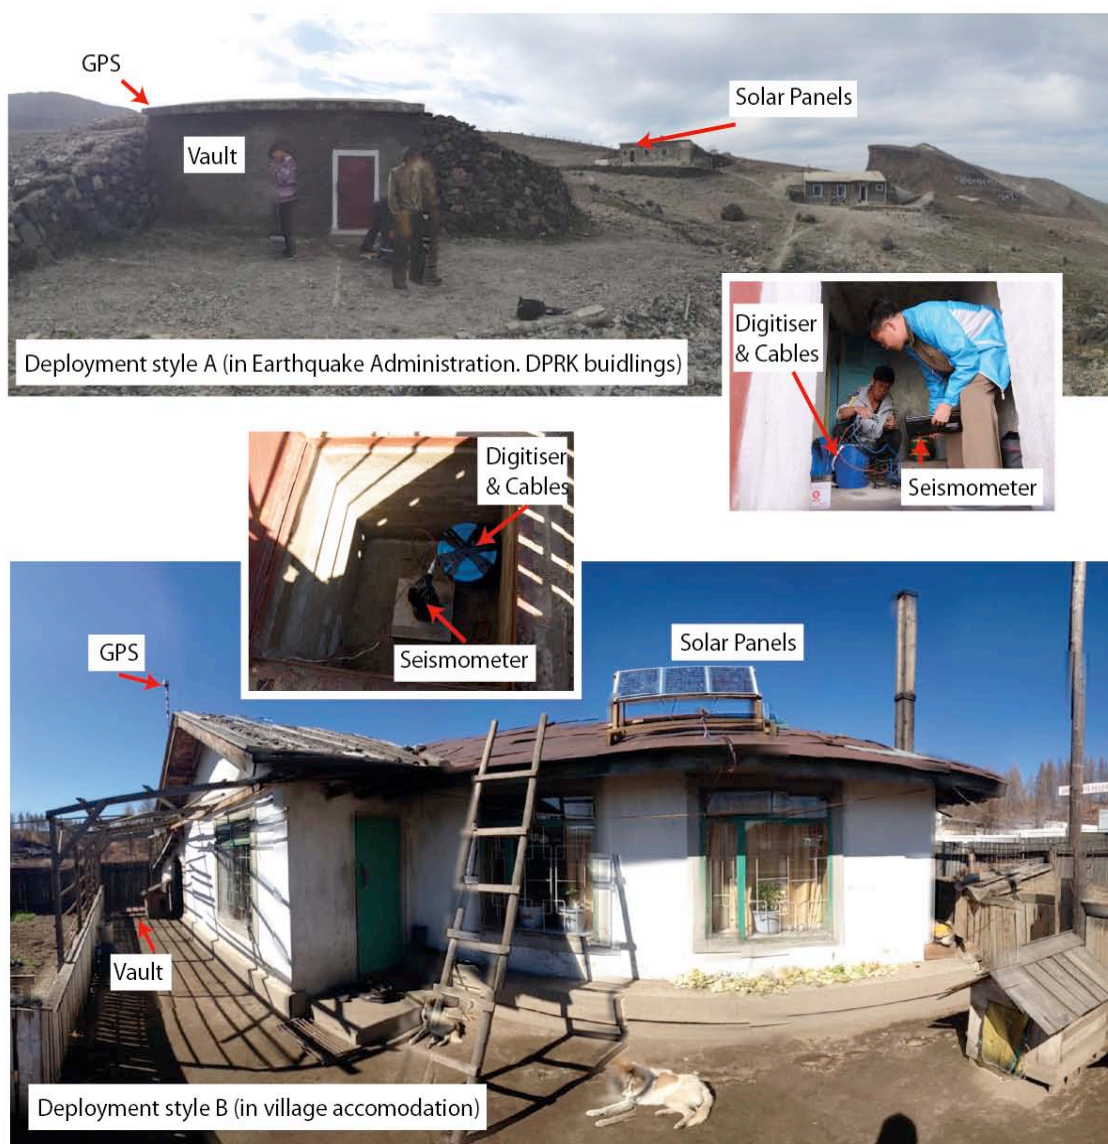 GPS
Solar Panels
Vault
Deployment style A (in Earthquake Administration. DPRK buidlings)
Digitiser
& Cables
Seismometer
Digitiser
& Cables
Seismometer
GPS
Solar Panels
Vault
Deployment style B (in village accomodation)